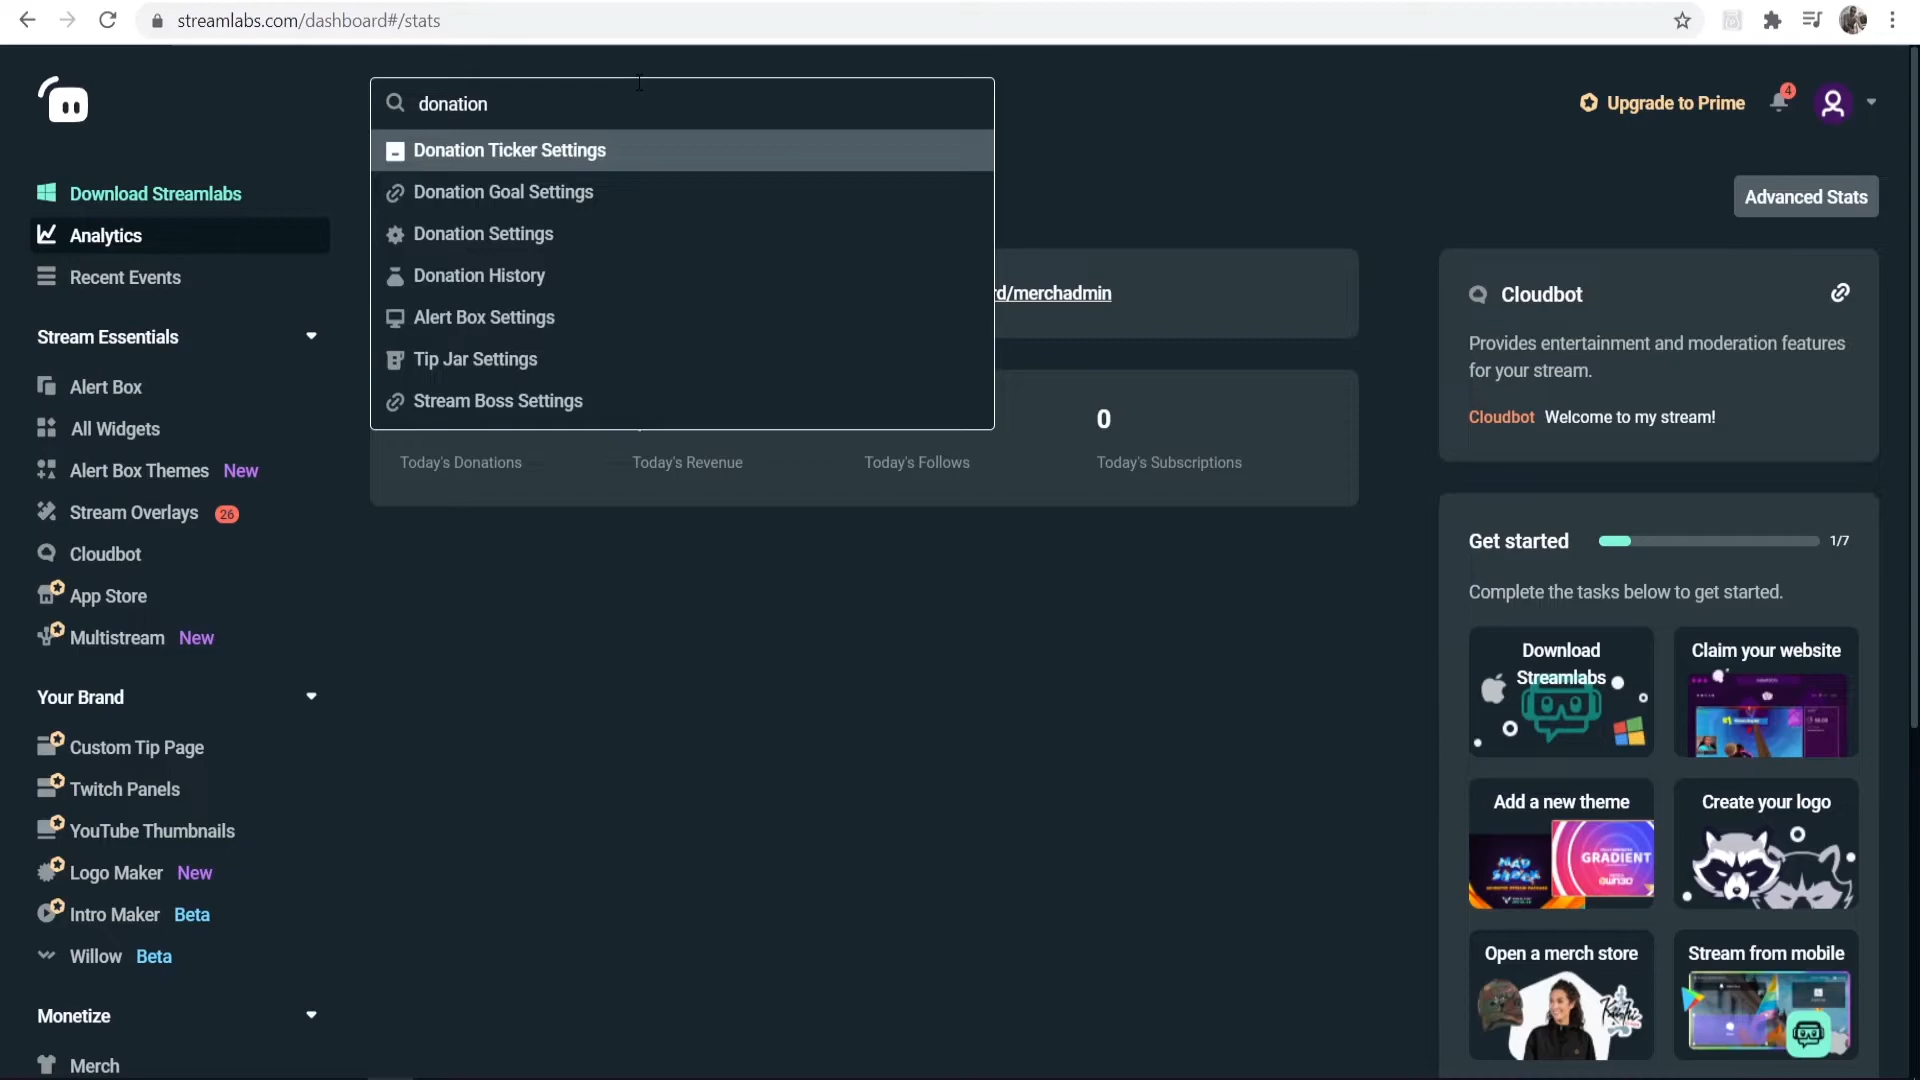 streamlabs.com/dashboard#/stats
donation
Upgrade to Prime
4
Donation Ticker Settings
Donation Goal Settings
Donation Settings
Donation History
Alert Box Settings
Tip Jar Settings
Stream Boss Settings
Download Streamlabs
Analytics
Recent Events
Stream Essentials
Alert Box
All Widgets
Alert Box Themes New
Stream Overlays 26
Cloudbot
App Store
Multistream New
Your Brand
Custom Tip Page
Twitch Panels
YouTube Thumbnails
Logo Maker New
Intro Maker Beta
Willow Beta
Monetize
Merch
rd/merchadmin
0
Today's Donations
Today's Revenue
Today's Follows
Today's Subscriptions
Advanced Stats
Cloudbot
Provides entertainment and moderation features
for your stream.
Cloudbot Welcome to my stream!
Get started 1/7
Complete the tasks below to get started.
Download
Streamlabs
Claim your website
Add a new theme
MAD
SHOCK
GRADIENT
Create your logo
Open a merch store
Stream from mobile